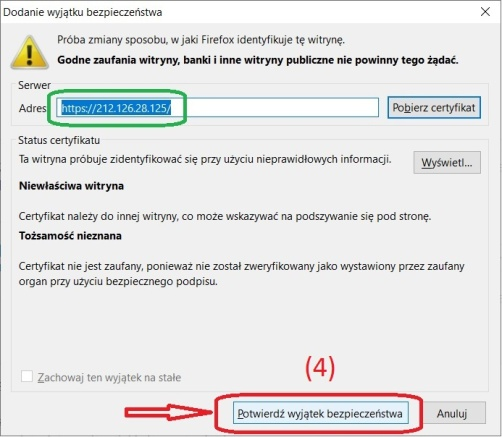 Dodanie wyjątku bezpieczeństwa
Próba zmiany sposobu, w jaki Firefox identyfikuje tę witrynę.
Godne zaufania witryny, banki i inne witryny publiczne nie powinny tego żądać.
Serwer
Adres https://212.126.28.125/ Pobierz certyfikat
Status certyfikatu
Ta witryna próbuje zidentyfikować się przy użyciu nieprawidłowych informacji. Wyświetl...
Niewłaściwa witryna
Certyfikat należy do innej witryny, co może wskazywać na podszywanie się pod stronę.
Tożsamość nieznana
Certyfikat nie jest zaufany, ponieważ nie został zweryfikowany jako wystawiony przez zaufany
organ przy użyciu bezpiecznego podpisu.
(4)
Zachowaj ten wyjątek na stałe
Potwierdź wyjątek bezpieczeństwa Anuluj